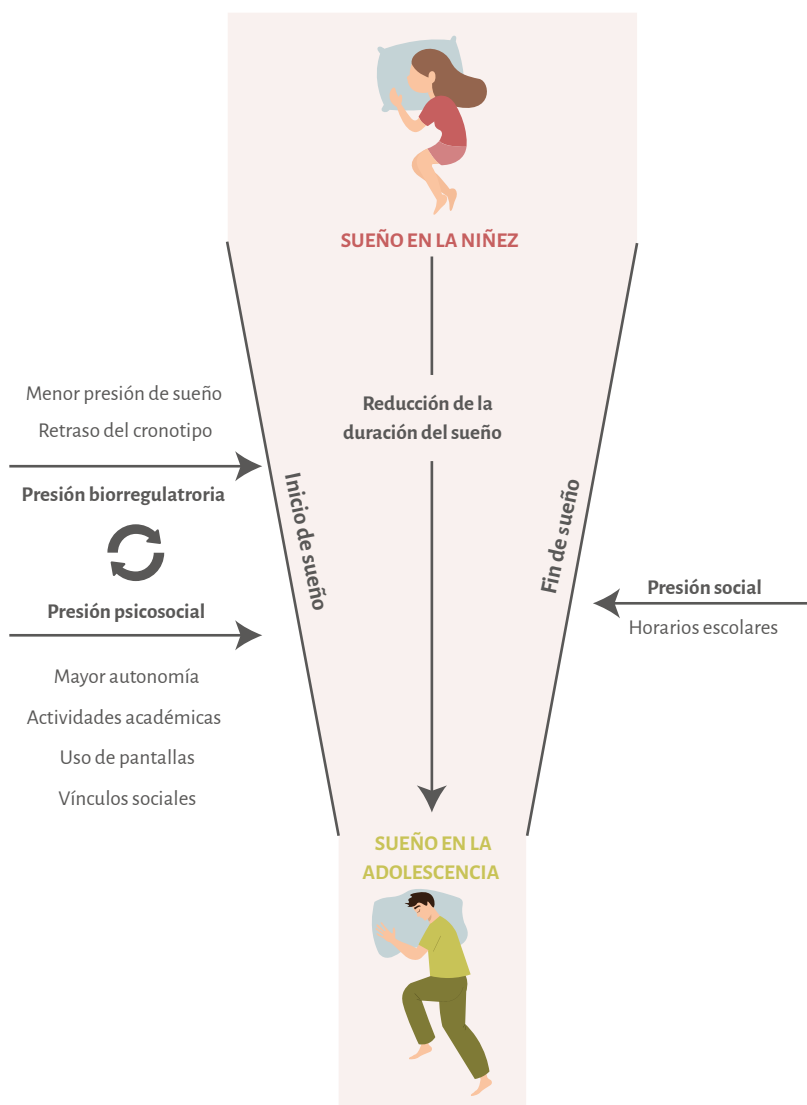 SUEÑO EN LA NIÑEZ
Menor presión de sueño
Retraso del cronotipo
Presión biorregulatroria
Presión psicosocial
Mayor autonomía
Actividades académicas
Uso de pantallas
Vínculos sociales
Inicio de sueño
Reducción de la
duración del sueño
Fin de sueño
Presión social
Horarios escolares
SUEÑO EN LA
ADOLESCENCIA